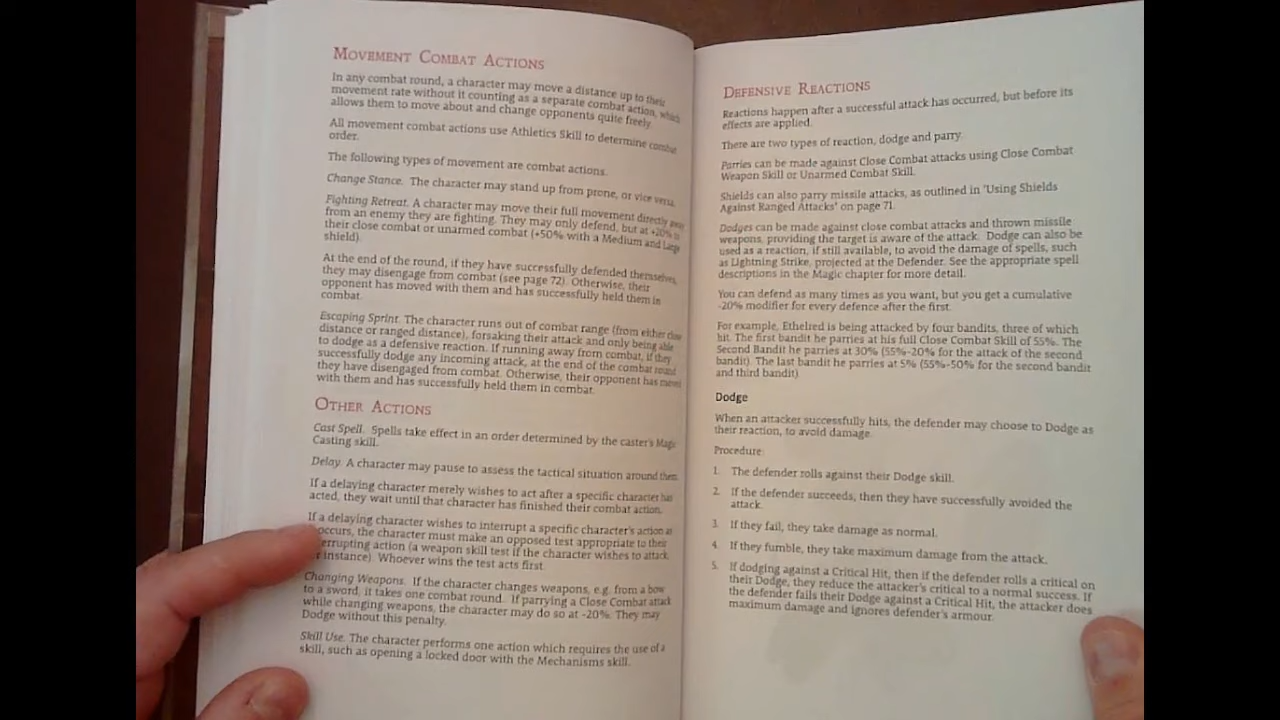 MOVEMENT COMBAT ACTIONS
In any combat round, a character may move a distance up to their
movement rate without it counting as a separate combat action, which
allows them to move about and change opponents quite freely.
All movement combat actions use Athletics Skill to determine combat
order.
The following types of movement are combat actions.
Change Stance. The character may stand up from prone, or vice versa.
Fighting Retreat. A character may move their full movement directly away
from an enemy they are fighting. They may only defend, but at +20% to
their close combat or unarmed combat (+50% with a Medium and Large
shield).
At the end of the round, if they have successfully defended themselves,
they may disengage from combat (see page 72). Otherwise, their
opponent has moved with them and has successfully held them in
combat.
Escaping Sprint. The character runs out of combat range (from either close
distance or ranged distance), forsaking their attack and only being able
to dodge as a defensive reaction. If running away from combat, if they
successfully dodge any incoming attack, at the end of the combat round
they have disengaged from combat. Otherwise, their opponent has moved
with them and has successfully held them in combat.
OTHER ACTIONS
Cast Spell. Spells take effect in an order determined by the caster's Magic
Casting skill.
Delay. A character may pause to assess the tactical situation around them.
If a delaying character merely wishes to act after a specific character has
acted, they wait until that character has finished their combat action.
If a delaying character wishes to interrupt a specific character's action as
occurs, the character must make an opposed test appropriate to their
(a weapon skill test if the character wishes to attack,
instance). Whoever wins the test acts first.
Changing Weapons. If the character changes weapons, e.g. from a bow
to a sword, it takes one combat round. If parrying a Close Combat attack
while changing weapons, the character may do so at -20%. They may
Dodge without this penalty.
Skill Use. The character performs one action which requires the use of a
skill, such as opening a locked door with the Mechanisms skill.
DEFENSIVE REACTIONS
Reactions happen after a successful attack has occurred, but before its
effects are applied.
There are two types of reaction, dodge and parry.
Parries can be made against Close Combat attacks using Close Combat
Weapon Skill or Unarmed Combat Skill.
Shields can also parry missile attacks, as outlined in "Using Shields
Against Ranged Attacks" on page 71.
Dodges can be made against close combat attacks and thrown missile
weapons, providing the target is aware of the attack. Dodge can also be
used as a reaction, if still available, to avoid the damage of spells, such
as Lightning Strike, projected at the Defender. See the appropriate spell
descriptions in the Magic chapter for more detail.
You can defend as many times as you want, but you get a cumulative
-20% modifier for every defence after the first.
For example, Ethelred is being attacked by four bandits, three of which
hit. The first bandit he parries at his full Close Combat Skill of 55%. The
Second Bandit he parries at 30% (55%-20% for the attack of the second
bandit). The last bandit he parries at 5% (55%-50% for the second bandit
and third bandit)
Dodge
When an attacker successfully hits, the defender may choose to Dodge as
their reaction, to avoid damage.
Procedure:
1. The defender rolls against their Dodge skill.
2. If the defender succeeds, then they have successfully avoided the
attack.
3. If they fail, they take damage as normal.
4. If they fumble, they take maximum damage from the attack.
5. If dodging against a Critical Hit, then if the defender rolls a critical on
their Dodge, they reduce the attacker's critical to a normal success. If
the defender fails their Dodge against a Critical Hit, the attacker does
maximum damage and ignores defender's armour.